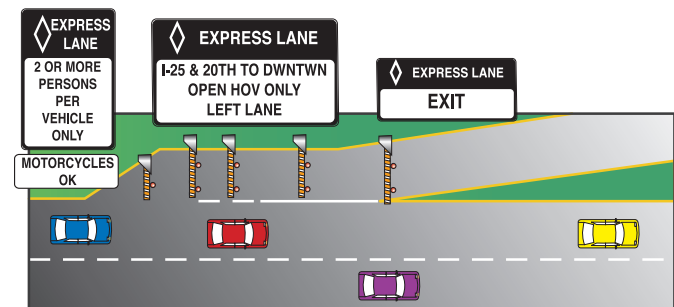 EXPRESS
LANE
2 OR MORE
PERSONS
PER
VEHICLE
ONLY
MOTORCYCLES
OK
EXPRESS LANE
I-25 & 20TH TO DWNTWN
OPEN HOV ONLY
LEFT LANE
EXPRESS LANE
EXIT